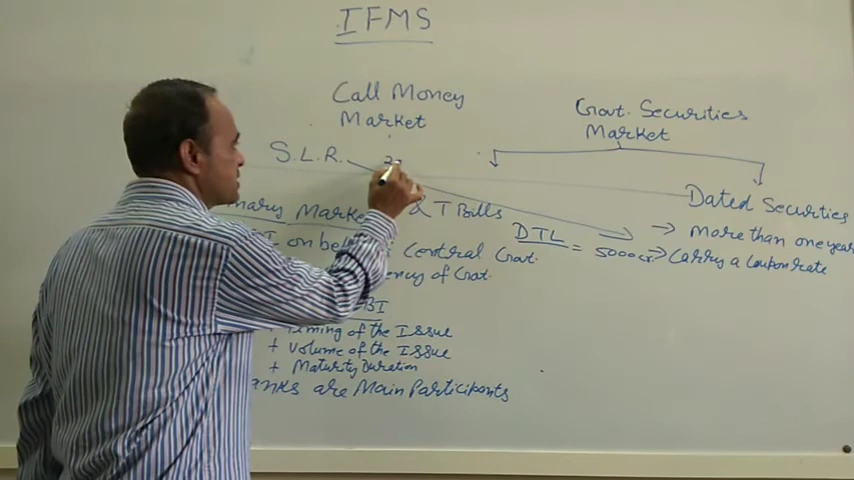 IFMS
Call Money
Market
Govt. Securities
Market
S.L.R.
Dated Securities
→ More than one year
→ Carry a Coupon rate
Market & T Bills
DTL = 5000 cr
on Central Govt.
of Govt.
Timing of the Issue
+ Volume of the Issue
+ Maturity Duration
are Main Participants